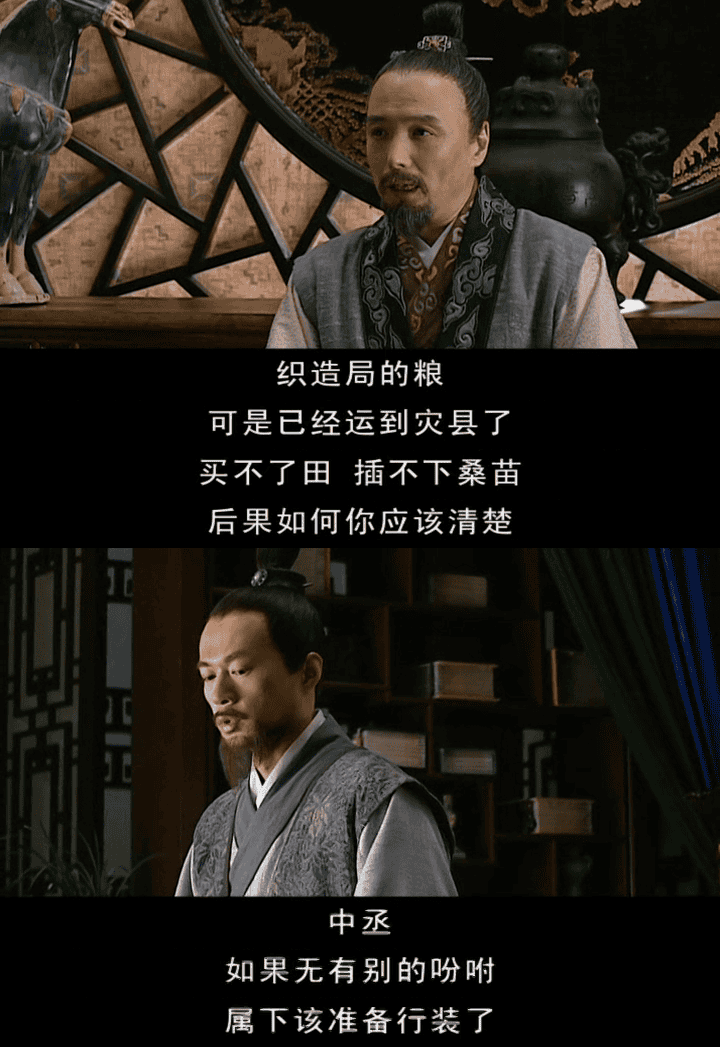 织造局的粮
可是已经运到灾县了
买不了田 插不下桑苗
后果如何你应该清楚
中丞
如果无有别的吩咐
属下该准备行装了